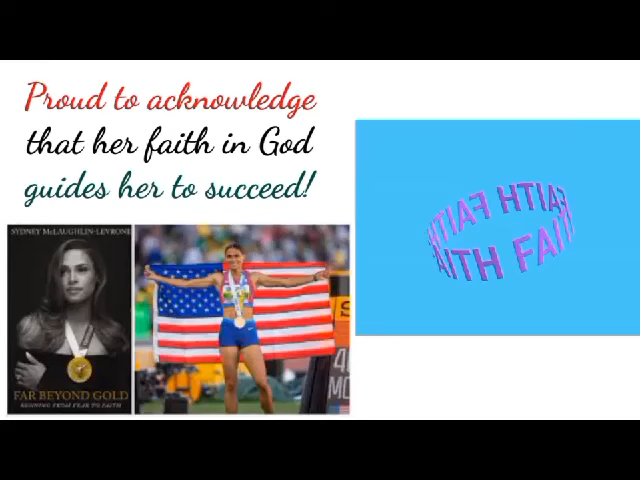 Proud to acknowledge
that her faith in God
guides her to succeed!
SYDNEY McLAUGHLIN-LEVRONE
FAR BEYOND GOLD
RUNNING FROM FEAR TO FAITH
FAITH FAITH
FAITH FAITH